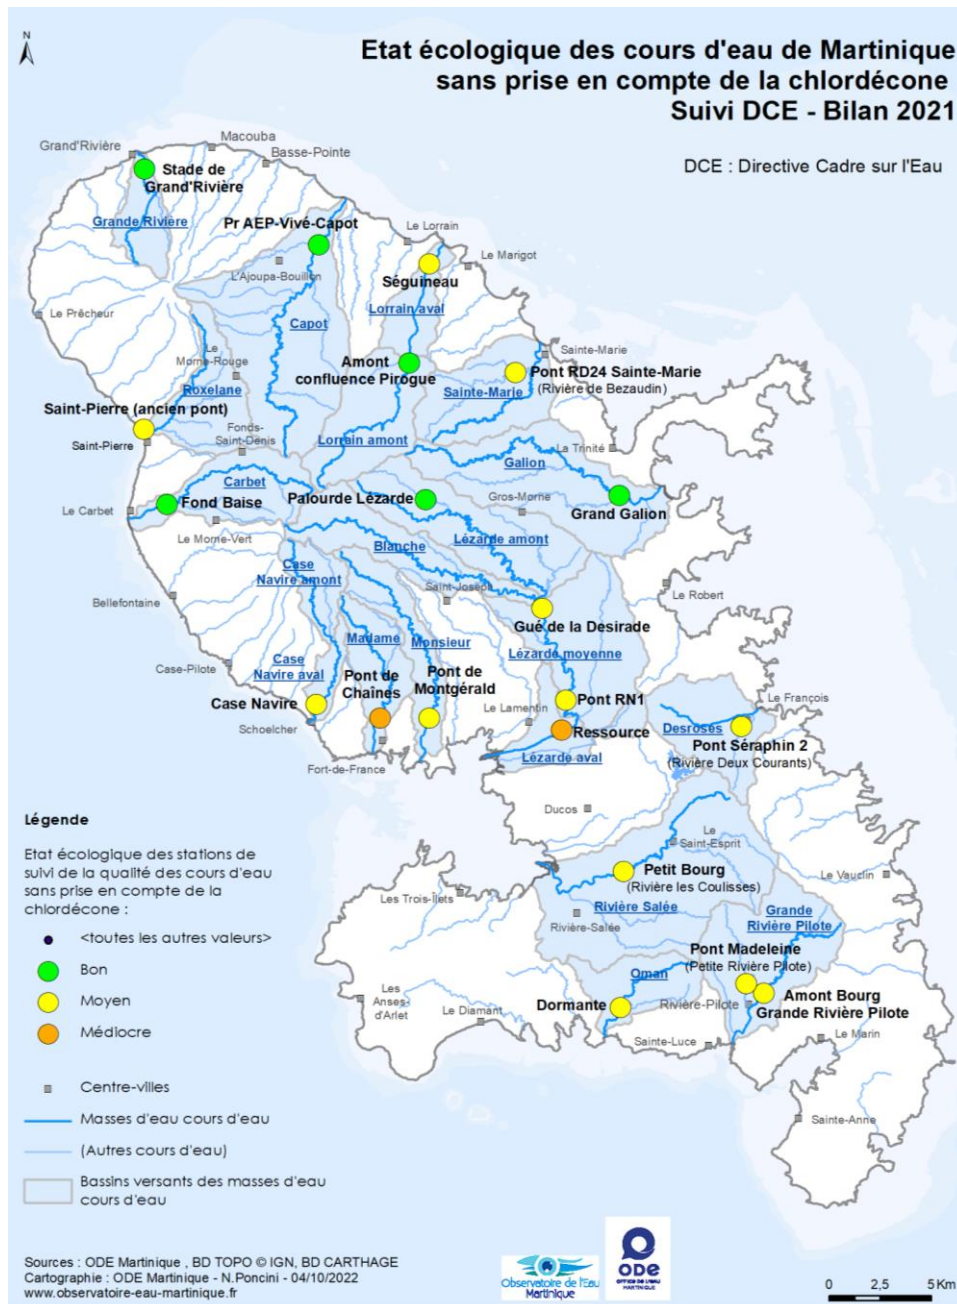 N
Etat écologique des cours d'eau de Martinique
sans prise en compte de la chlordécone
Suivi DCE - Bilan 2021
DCE : Directive Cadre sur l'Eau
Macouba
Grand'Rivière
Basse-Pointe
Stade de
Grand'Rivière
Grande Rivière
Pr AEP-Vivé-Capot
Le Lorrain
Le Marigot
L'Ajoupa-Bouillon
Séguineau
Lorrain aval
Le Prêcheur
Capot
Le
Morne-Rouge
Amont
confluence Pirogue
Sainte-Marie
Pont RD24 Sainte-Marie
(Rivière de Bezaudin)
Sainte-Marie
Roxelane
Saint-Pierre (ancien pont)
Saint-Pierre
Fonds-
Saint-Denis
Lorrain amont
La Trinité
Galion
Carbet
Palourde Lézarde
Gros-Morne
Fond Baise
Grand Galion
Le Carbet
Le Morne-Vert
Blanche
Lézarde amont
Case
Navire amont
Saint-Joseph
Bellefontaine
Le Robert
Gué de la Désirade
Madame
Monsieur
Lézarde moyenne
Case-Pilote
Case
Navire aval
Pont de
Chaînes
Pont de
Montgérald
Case Navire
Pont RN1
Le François
Schoelcher
Le Lamentin
Ressource
Desroses
Pont Séraphin 2
(Rivière Deux Courants)
Lézarde aval
Fort-de-France
Ducos
Le
Saint-Esprit
Petit Bourg
(Rivière les Coulisses)
Le Vauclin
Les Trois-Îlets
Rivière Salée
Rivière-Salée
Grande
Rivière Pilote
Pont Madeleine
(Petite Rivière Pilote)
Oman
Les
Anses-
d'Arlet
Le Diamant
Dormante
Rivière-Pilote
Amont Bourg
Grande Rivière Pilote
Sainte-Luce
Le Marin
Sainte-Anne
Légende
Etat écologique des stations de
suivi de la qualité des cours d'eau
sans prise en compte de la
chlordécone :
<toutes les autres valeurs>
Bon
Moyen
Médiocre
Centre-villes
Masses d'eau cours d'eau
(Autres cours d'eau)
Bassins versants des masses d'eau
cours d'eau
Sources : ODE Martinique , BD TOPO © IGN, BD CARTHAGE
Cartographie : ODE Martinique - N.Poncini - 04/10/2022
www.observatoire-eau-martinique.fr
Observatoire de l'Eau
Martinique
ODE
OFFICE DE L'EAU
MARTINIQUE
0 2,5 5 Km